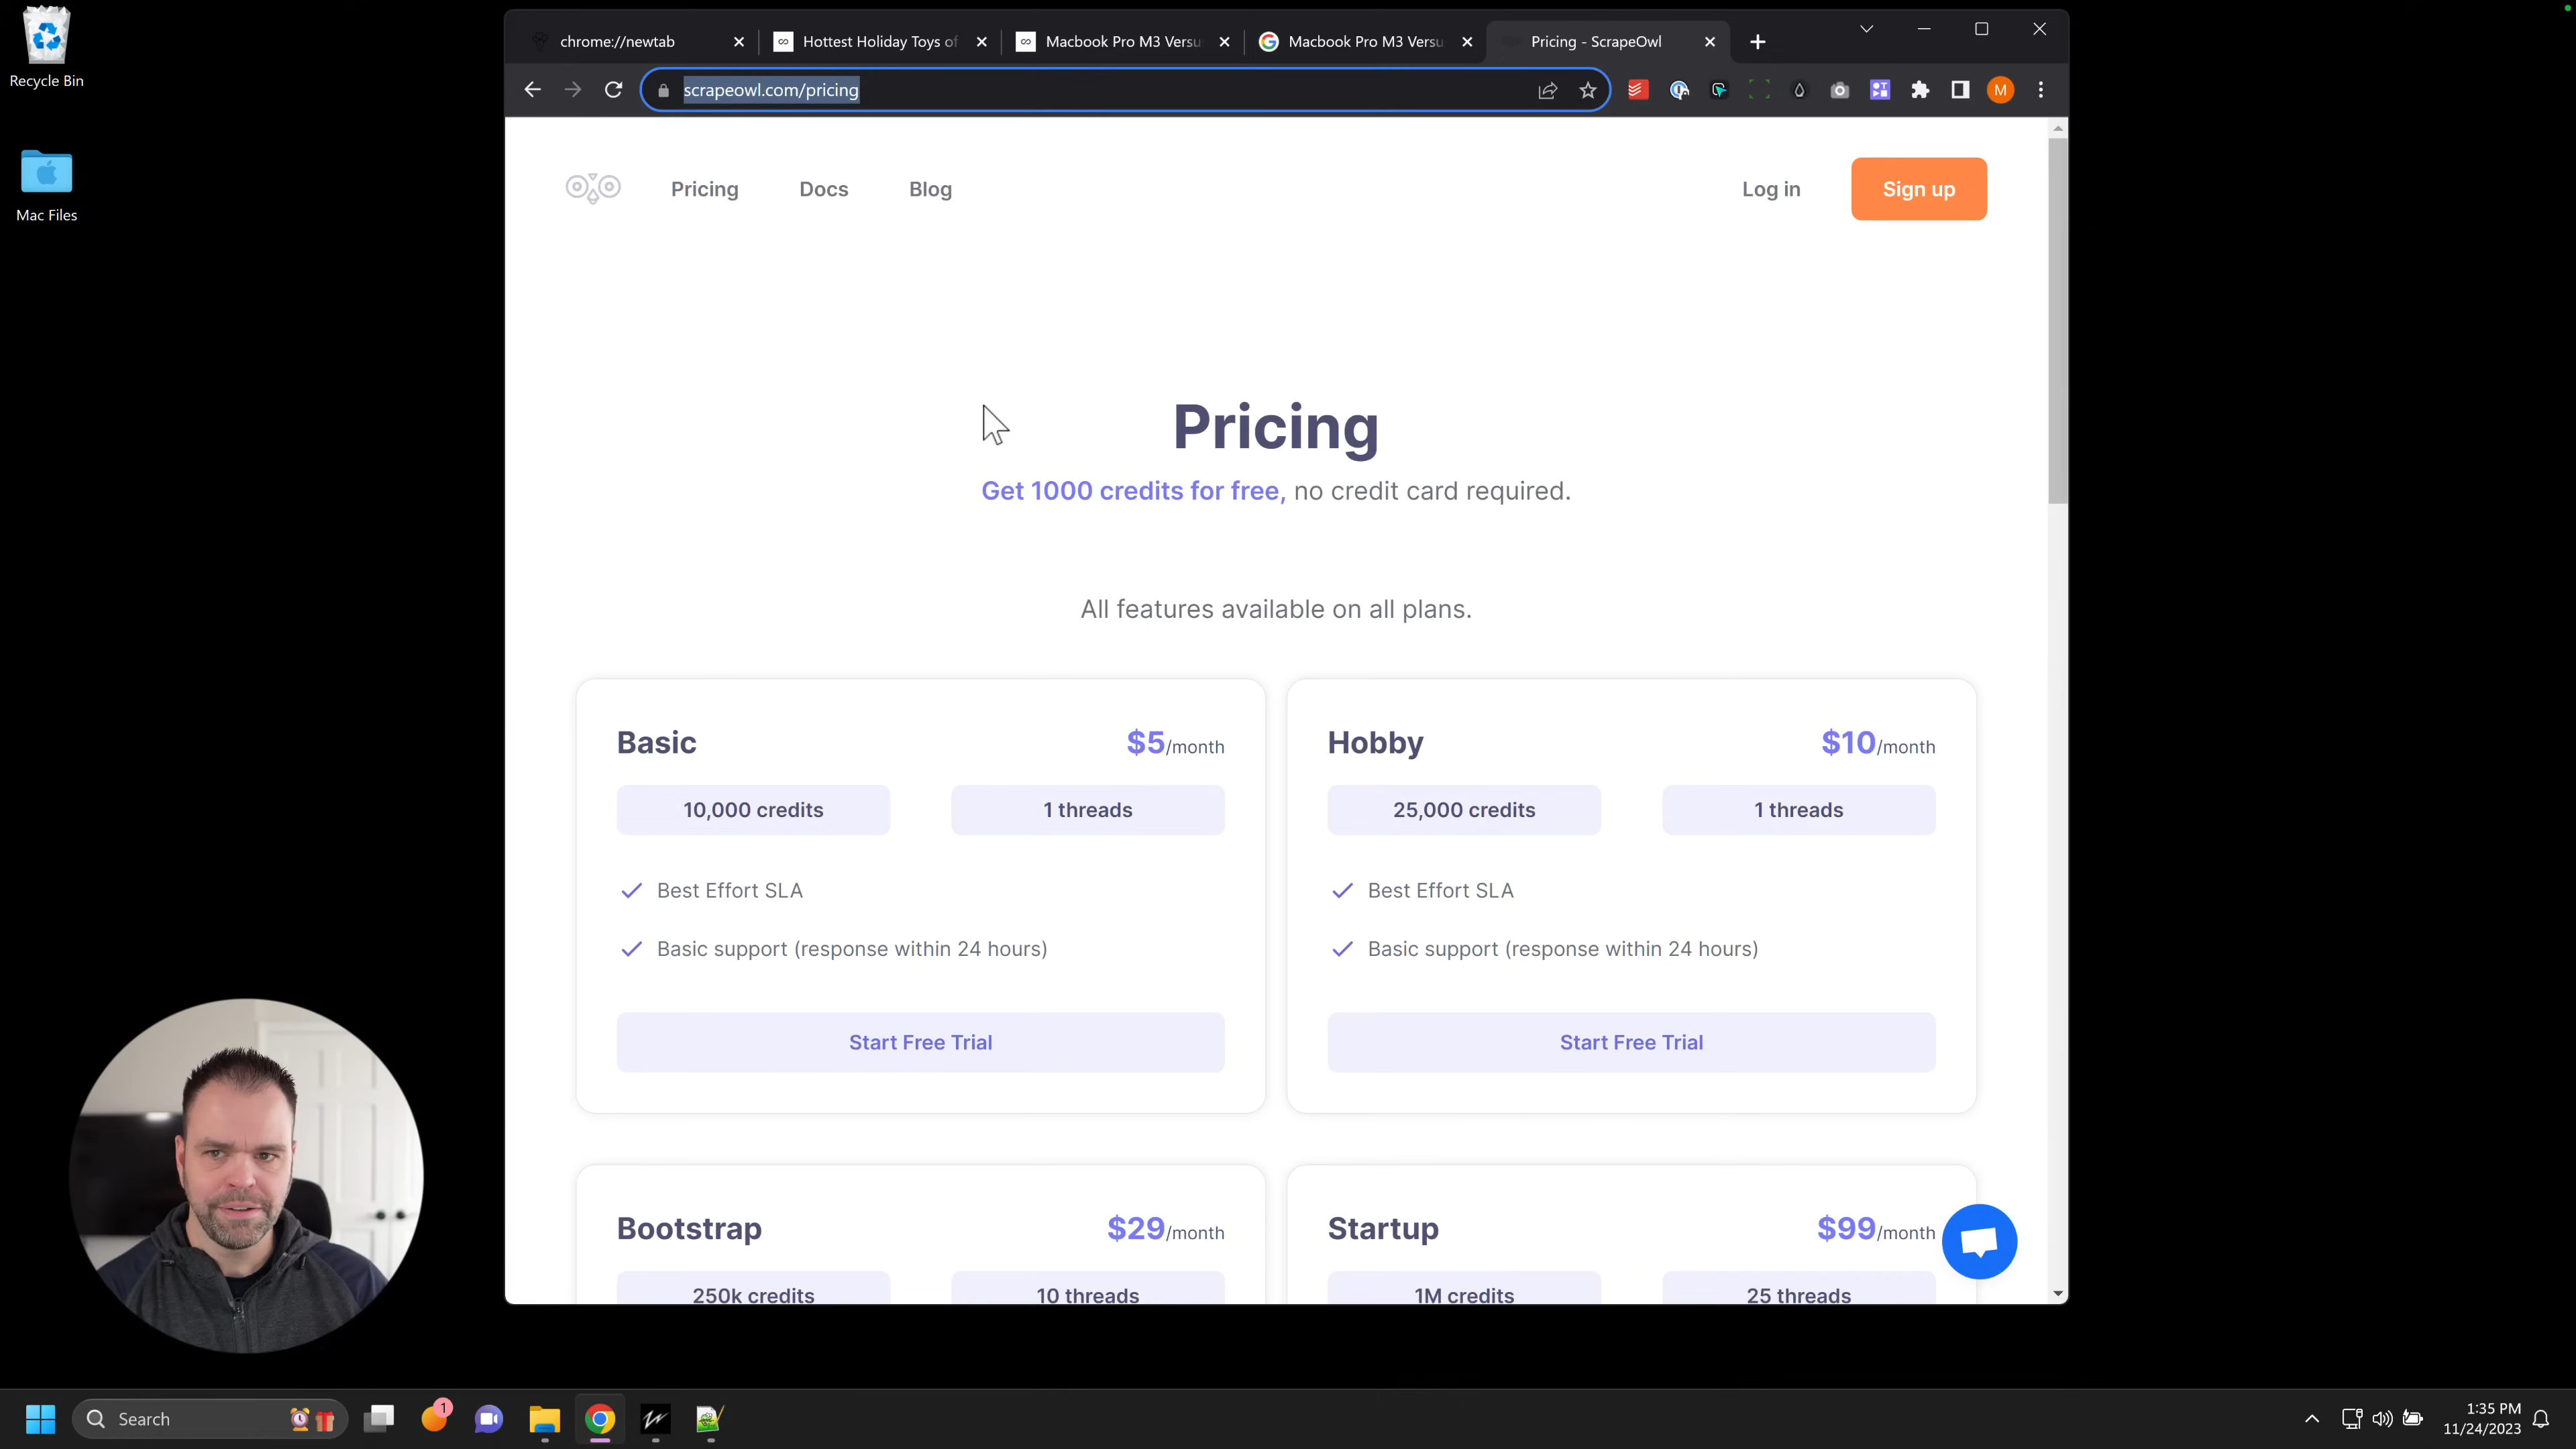 Recycle Bin
Mac Files
chrome://newtab
Hottest Holiday Toys of
Macbook Pro M3 Versu
Macbook Pro M3 Versu
Pricing - ScrapeOwl
scrapeowl.com/pricing
M
Pricing
Docs
Blog
Log in
Sign up
Pricing
Get 1000 credits for free, no credit card required.
All features available on all plans.
Basic
$5/month
10,000 credits
1 threads
Best Effort SLA
Basic support (response within 24 hours)
Start Free Trial
Hobby
$10/month
25,000 credits
1 threads
Best Effort SLA
Basic support (response within 24 hours)
Start Free Trial
Bootstrap
$29/month
250k credits
10 threads
Startup
$99/month
1M credits
25 threads
Search
1
1:35 PM
11/24/2023